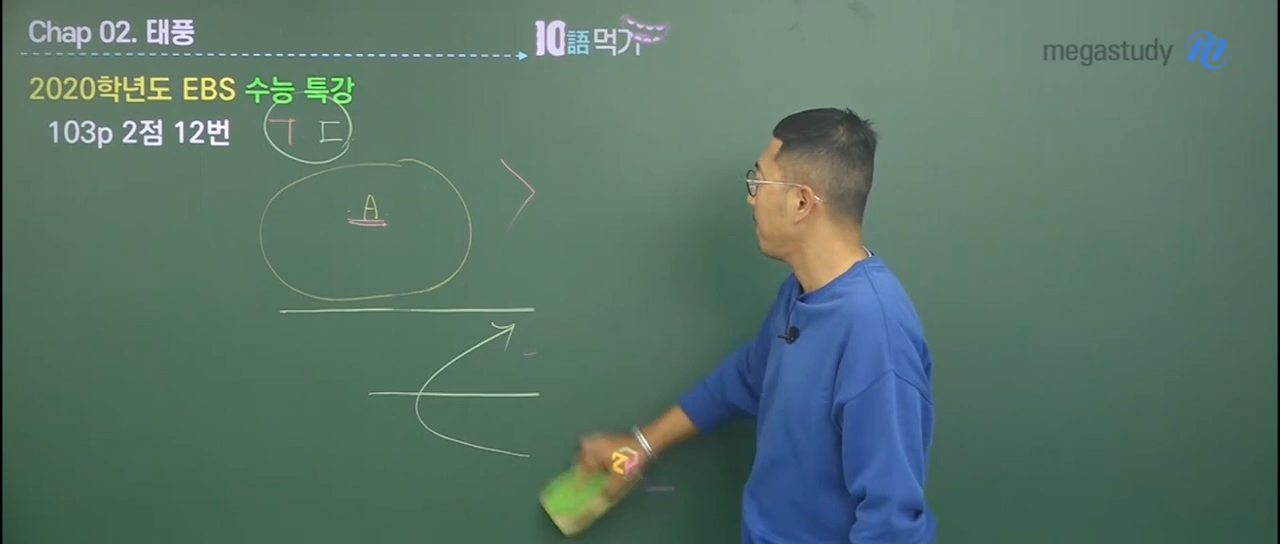 Chap 02. 태풍
10語먹기
megastudy
2020학년도 EBS 수능 특강
103p 2점 12번
ㄱ ㄷ
A